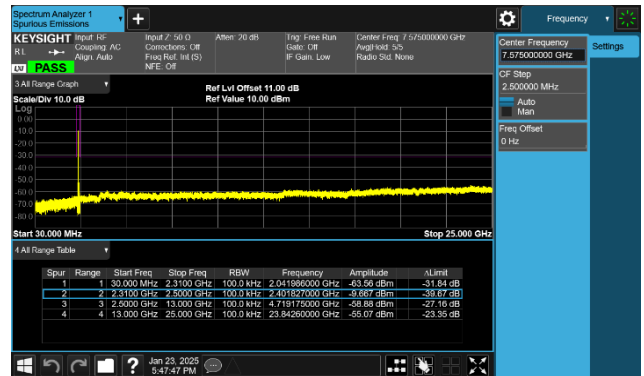 Spectrum Analyzer 1
Spurious Emissions
Frequency
KEYSIGHT Input: RF Input Z: 50 Ω Atten: 20 dB Trig: Free Run Center Freq: 7.575000000 GHz
RL Coupling: AC Corrections: Off Gate: Off Avg|Hold: 5/5
Align: Auto Freq Ref: Int (S) IF Gain: Low Radio Std: None
LXI PASS NFE: Off
Center Frequency
7.575000000 GHz
Settings
CF Step
2.500000 MHz
Auto
Man
Freq Offset
0 Hz
3 All Range Graph
Ref Lvl Offset 11.00 dB
Scale/Div 10.0 dB Ref Value 10.00 dBm
Log
0.00
-10.0
-20.0
-30.0
-40.0
-50.0
-60.0
-70.0
-80.0
Start 30.000 MHz Stop 25.000 GHz
4 All Range Table
Spur Range Start Freq Stop Freq RBW Frequency Amplitude ΔLimit
1 1 30.000 MHz 2.3100 GHz 100.0 kHz 2.041986000 GHz -63.56 dBm -31.84 dB
2 2 2.3100 GHz 2.5000 GHz 100.0 kHz 2.401827000 GHz -9.667 dBm -39.67 dB
3 3 2.5000 GHz 13.000 GHz 100.0 kHz 4.719175000 GHz -58.88 dBm -27.16 dB
4 4 13.000 GHz 25.000 GHz 100.0 kHz 23.84260000 GHz -55.07 dBm -23.35 dB
? Jan 23, 2025
5:47:47 PM